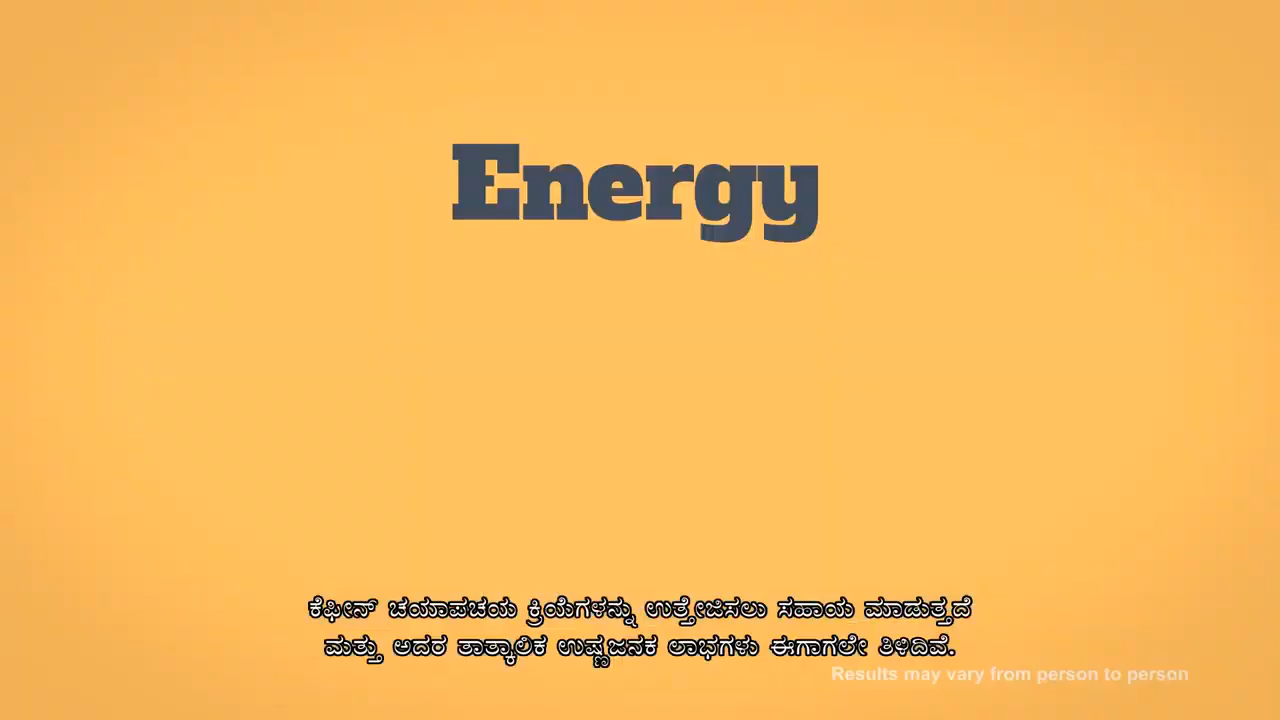 Energy
ಕೆಫೀನ್ ಚಯಾಪಚಯ ಕ್ರಿಯೆಗಳನ್ನು ಉತ್ತೇಜಿಸಲು ಸಹಾಯ ಮಾಡುತ್ತದೆ
ಮತ್ತು ಅದರ ತಾತ್ಕಾಲಿಕ ಉಷ್ಣಜನಕ ಲಾಭಗಳು ಈಗಾಗಲೇ ತಿಳಿದಿವೆ.
Results may vary from person to person